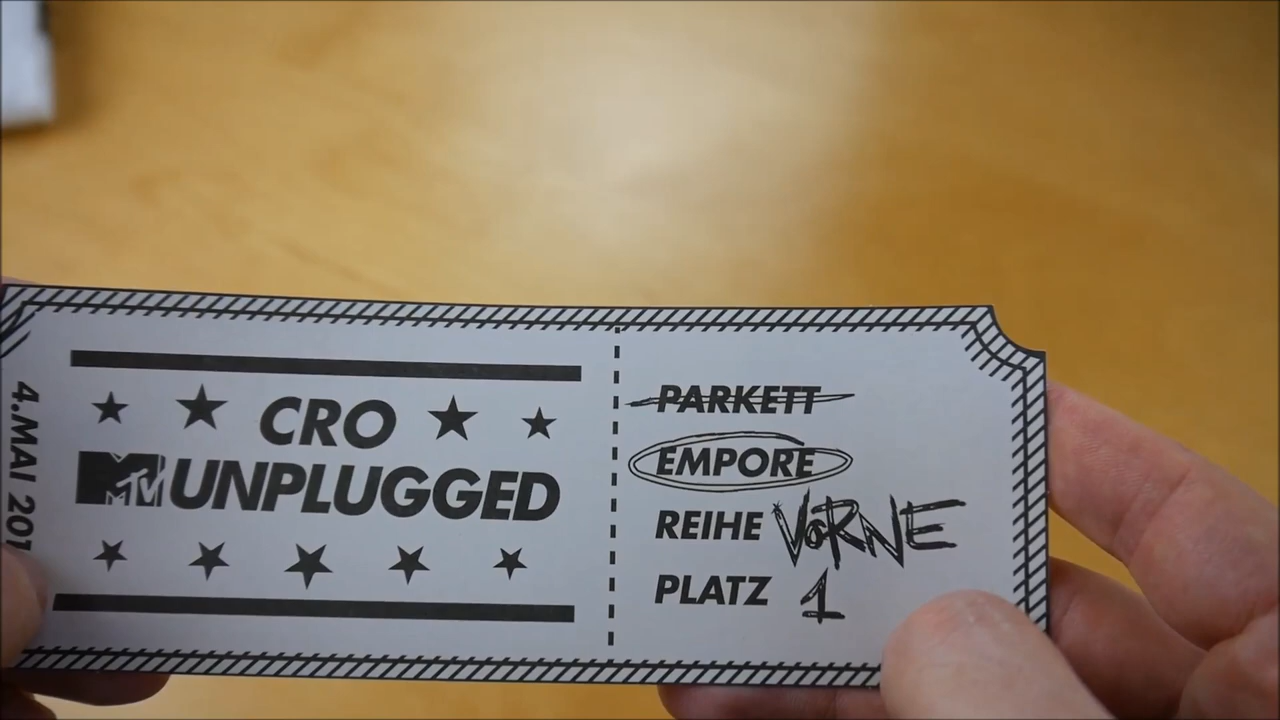 4.MAI 201
CRO
MTV UNPLUGGED
PARKETT
EMPORE
REIHE VORNE
PLATZ 1